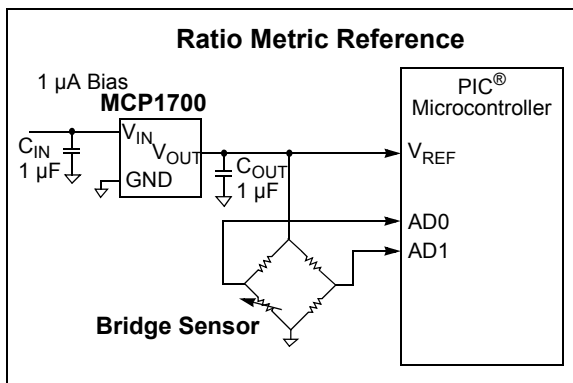 Ratio Metric Reference
1 µA Bias
MCP1700
PIC®
Microcontroller
C_IN
1 µF
V_IN
V_OUT
GND
C_OUT
1 µF
V_REF
AD0
AD1
Bridge Sensor